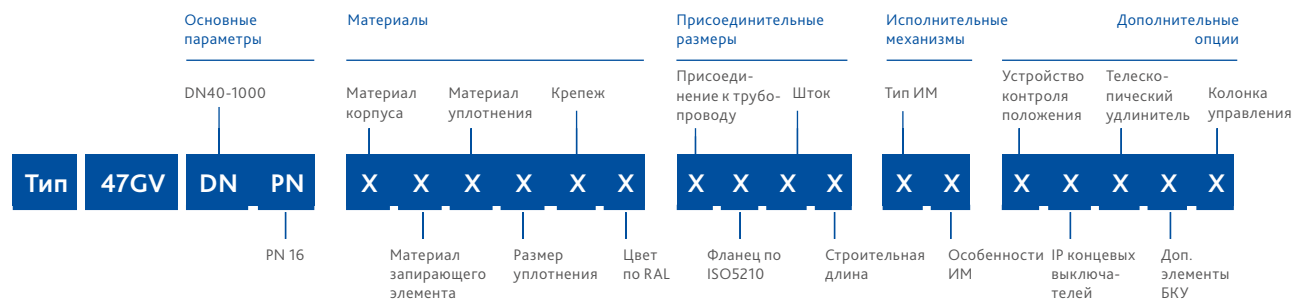 Основные
параметры
Материалы
Присоединительные
размеры
Исполнительные
механизмы
Дополнительные
опции
DN40-1000
Материал
корпуса
Материал
уплотнения
Крепеж
Присоеди-
нение к трубо-
проводу
Шток
Тип ИМ
Устройство
контроля
положения
Телеско-
пический
удлинитель
Колонка
управления
Тип 47GV DN PN X X X X X X X X X X X X X X X X X
PN 16
Материал
запирающего
элемента
Размер
уплотнения
Цвет
по RAL
Фланец по
ISO5210
Строительная
длина
Особенности
ИМ
IP концевых
выключа-
телей
Доп.
элементы
БКУ